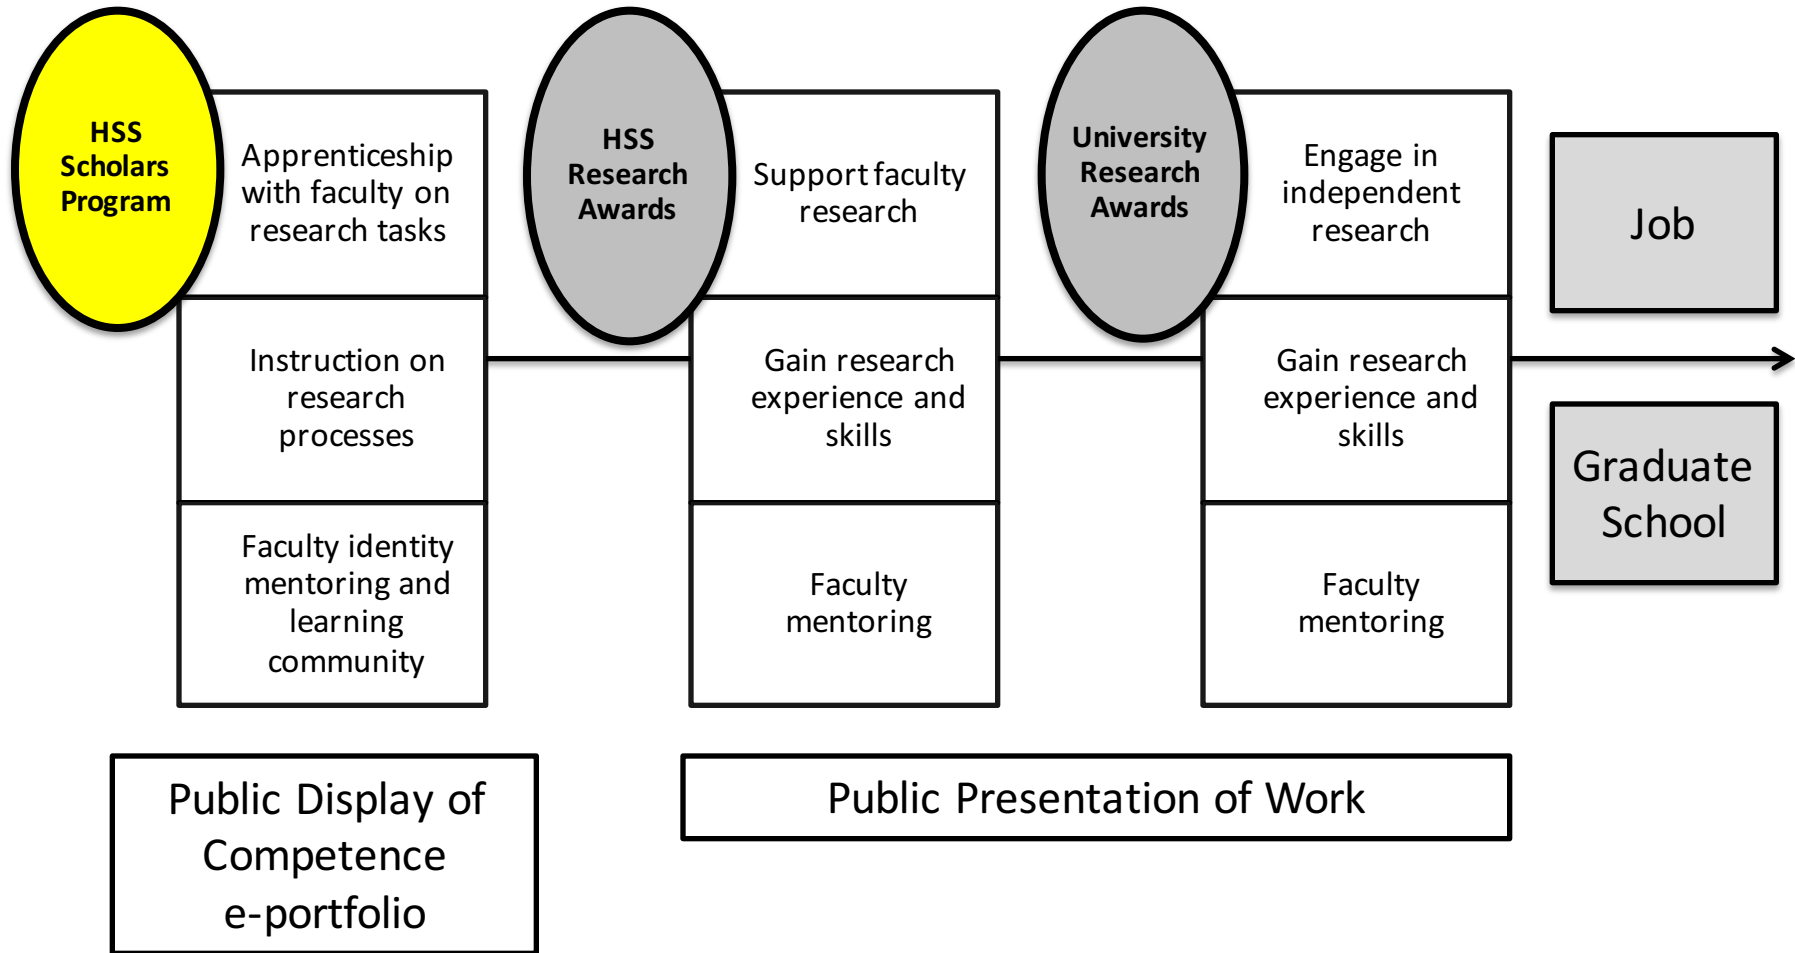 HSS
Scholars
Program
Apprenticeship
with faculty on
research tasks
Instruction on
research
processes
Faculty identity
mentoring and
learning
community
HSS
Research
Awards
Support faculty
research
Gain research
experience and
skills
Faculty
mentoring
University
Research
Awards
Engage in
independent
research
Gain research
experience and
skills
Faculty
mentoring
Job
Graduate
School
Public Display of
Competence
e-portfolio
Public Presentation of Work